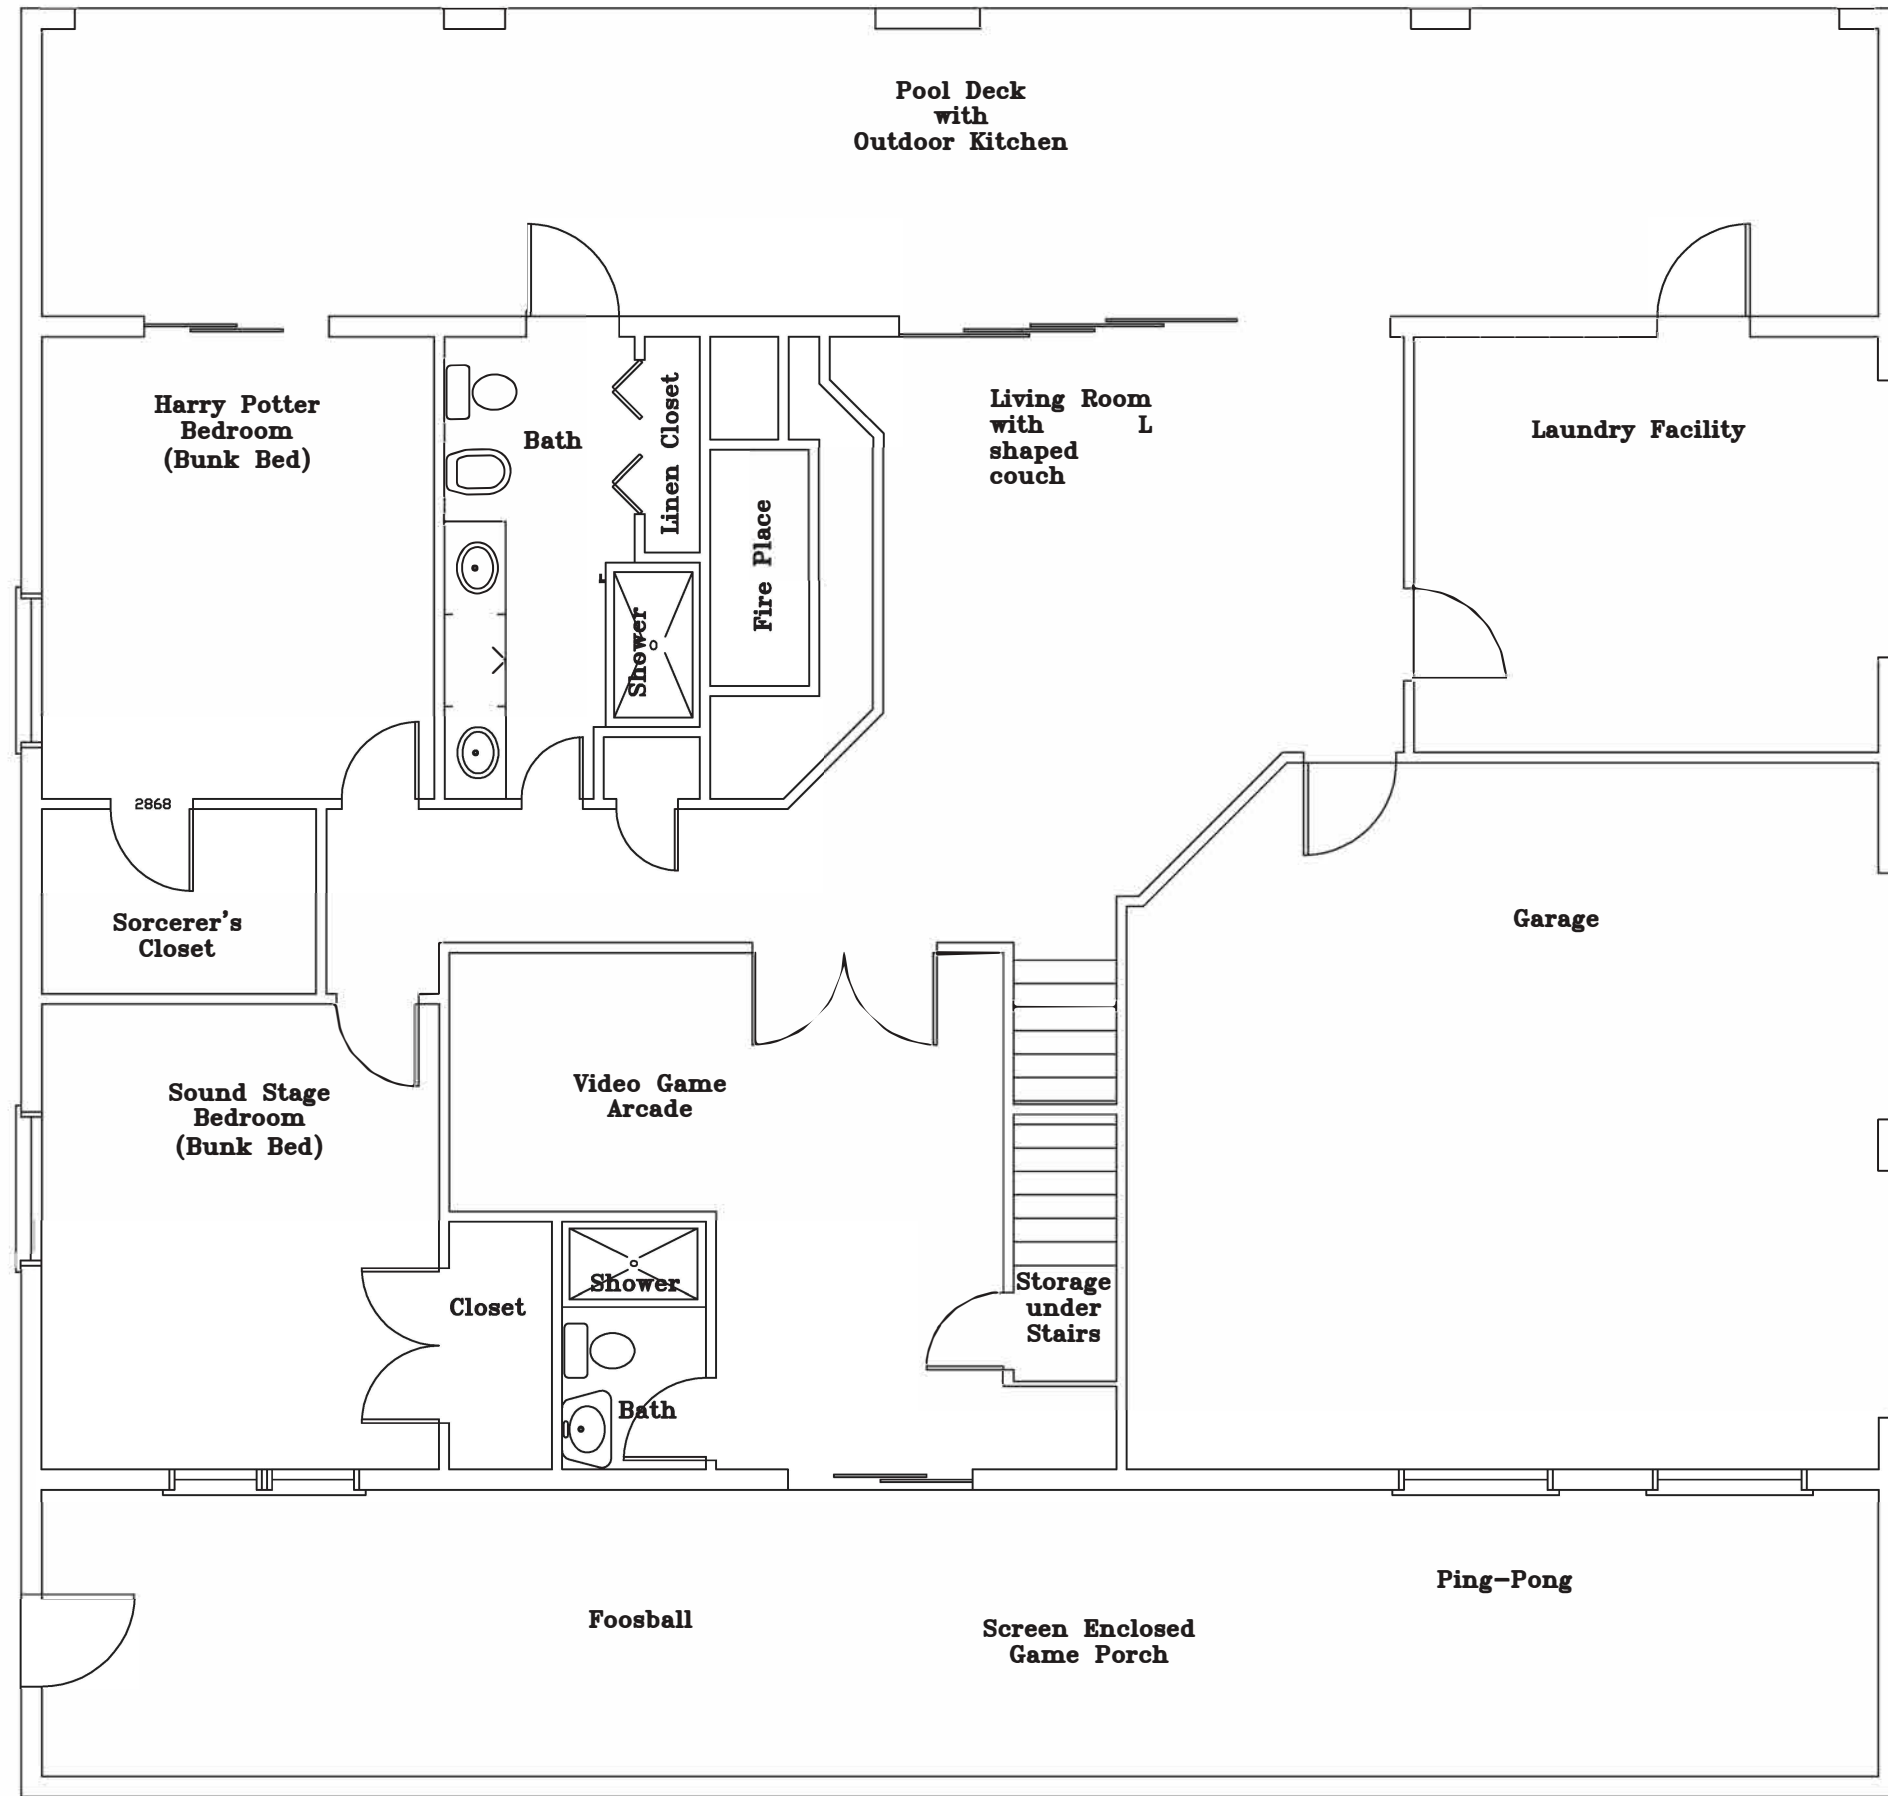 Pool Deck
with
Outdoor Kitchen
Harry Potter
Bedroom
(Bunk Bed)
Bath
Linen Closet
Fire Place
Shower
Living Room
with L
shaped
couch
Laundry Facility
2868
Sorcerer's
Closet
Garage
Sound Stage
Bedroom
(Bunk Bed)
Video Game
Arcade
Closet
Shower
Bath
Storage
under
Stairs
Foosball
Screen Enclosed
Game Porch
Ping-Pong